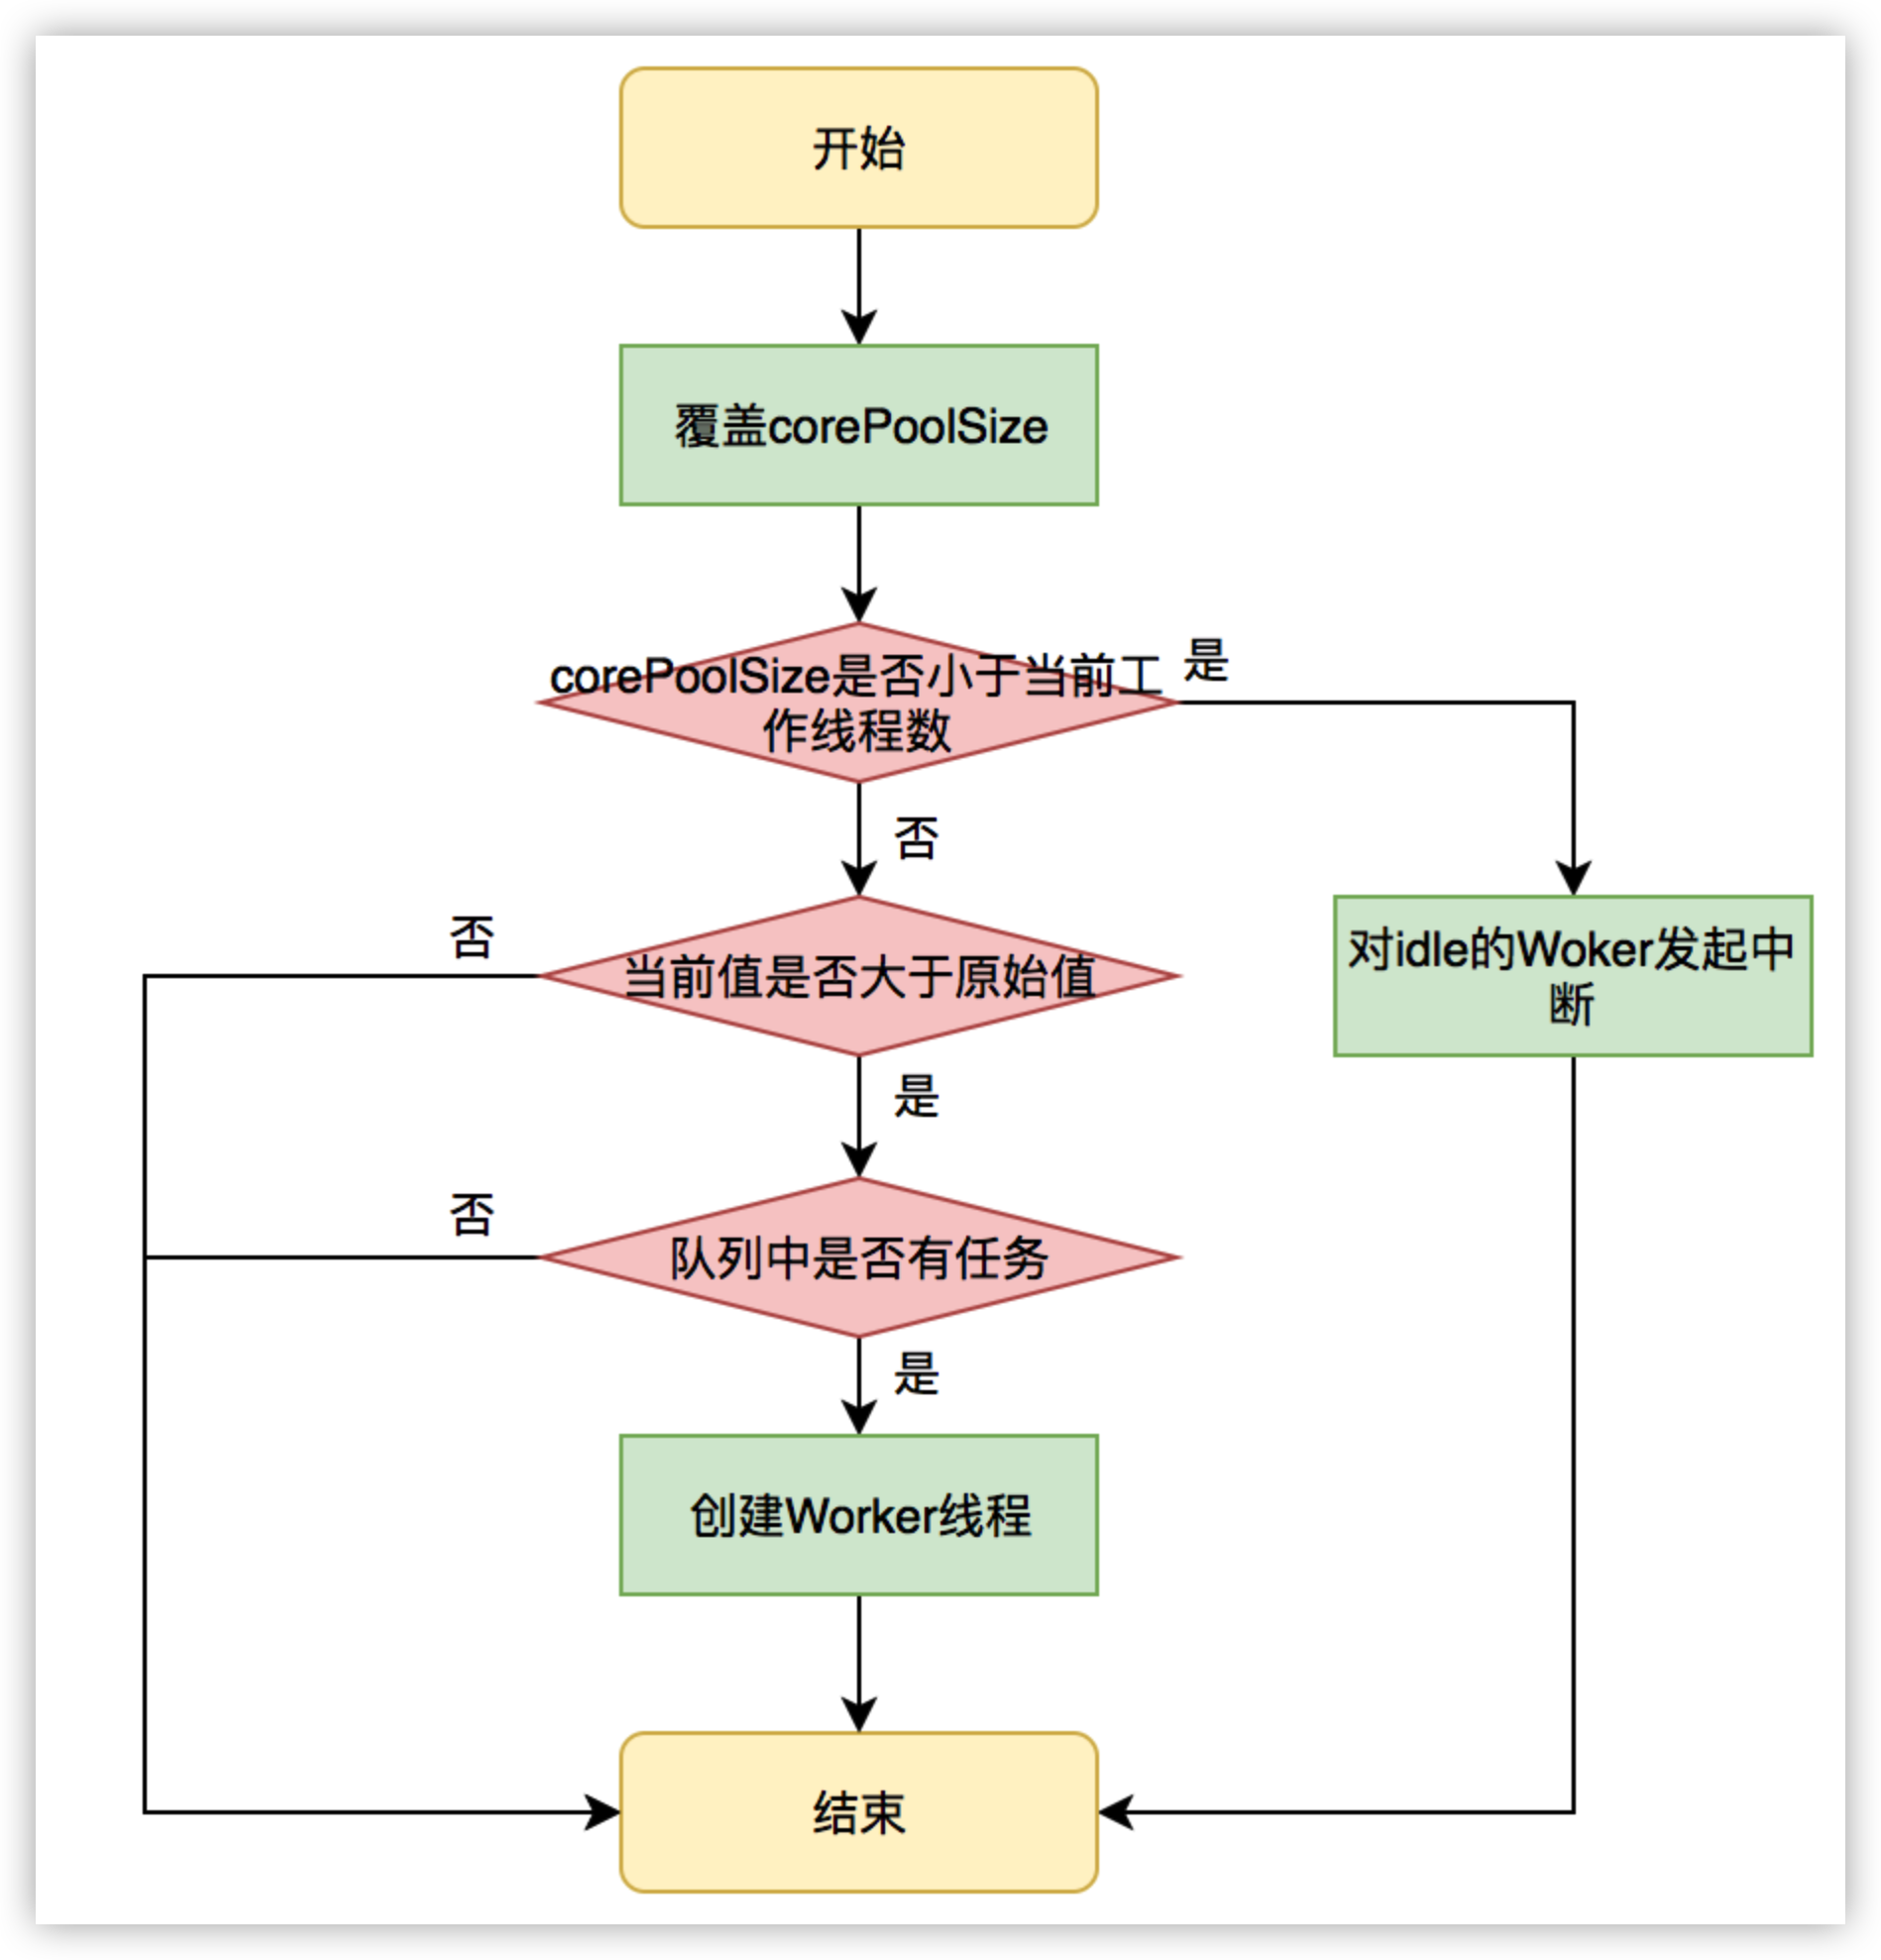 开始
覆盖corePoolSize
corePoolSize是否小于当前工
作线程数
是
否
否
当前值是否大于原始值
对idle的Woker发起中
断
是
否
队列中是否有任务
是
创建Worker线程
结束